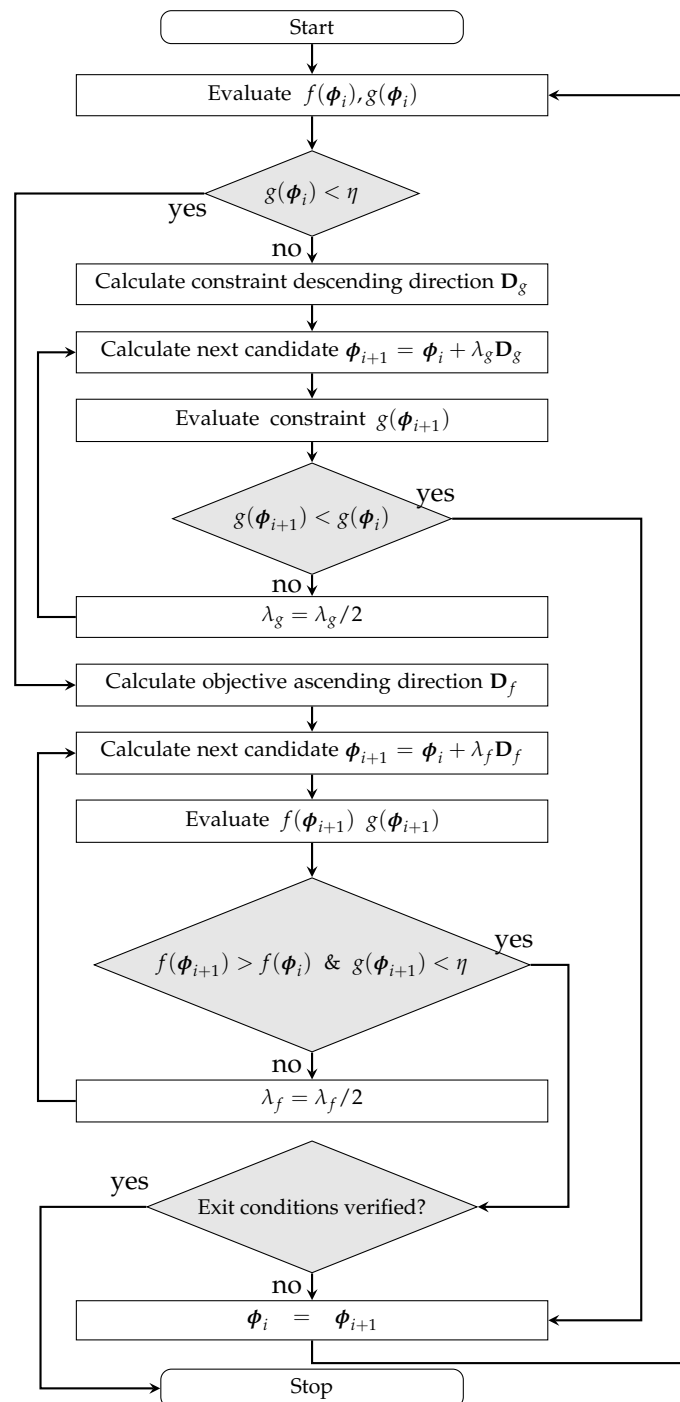 Start
Evaluate f(ϕ_i), g(ϕ_i)
g(ϕ_i) < η
yes
no
Calculate constraint descending direction D_g
Calculate next candidate ϕ_{i+1} = ϕ_i + λ_g D_g
Evaluate constraint g(ϕ_{i+1})
yes
g(ϕ_{i+1}) < g(ϕ_i)
no
λ_g = λ_g/2
Calculate objective ascending direction D_f
Calculate next candidate ϕ_{i+1} = ϕ_i + λ_f D_f
Evaluate f(ϕ_{i+1}) g(ϕ_{i+1})
yes
f(ϕ_{i+1}) > f(ϕ_i) & g(ϕ_{i+1}) < η
no
λ_f = λ_f/2
yes
Exit conditions verified?
no
ϕ_i = ϕ_{i+1}
Stop